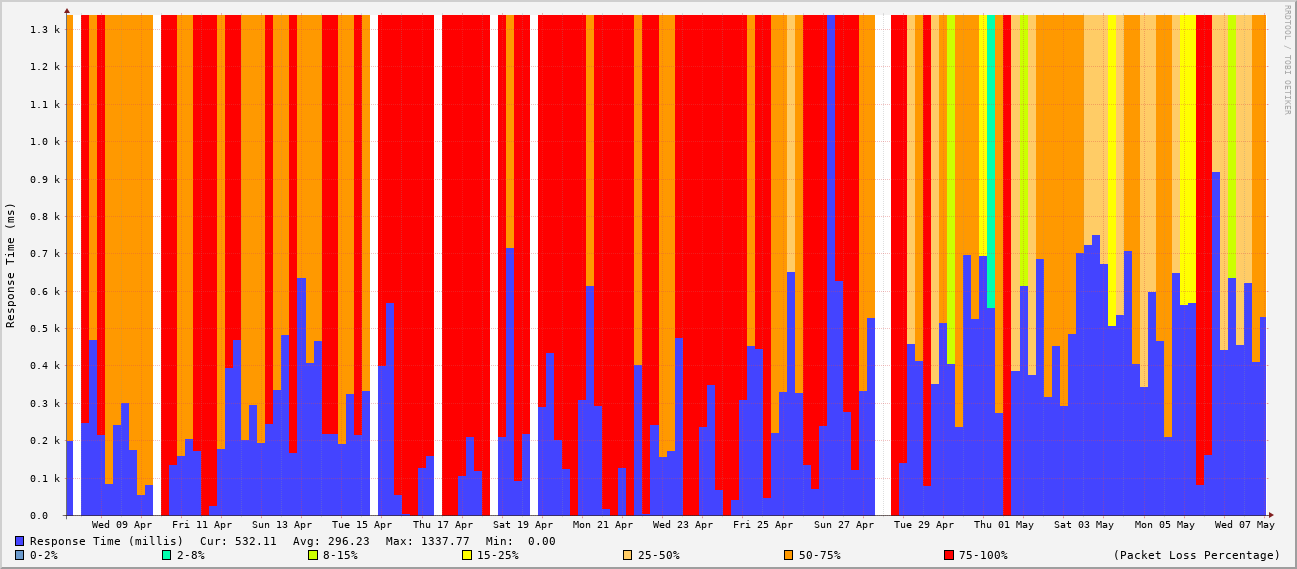 1.3 k
1.2 k
1.1 k
1.0 k
0.9 k
0.8 k
0.7 k
0.6 k
0.5 k
0.4 k
0.3 k
0.2 k
0.1 k
0.0
Response Time (ms)
RRDTOOL / TOBI OETIKER
Wed 09 Apr Fri 11 Apr Sun 13 Apr Tue 15 Apr Thu 17 Apr Sat 19 Apr Mon 21 Apr Wed 23 Apr Fri 25 Apr Sun 27 Apr Tue 29 Apr Thu 01 May Sat 03 May Mon 05 May Wed 07 May
Response Time (millis) Cur: 532.11 Avg: 296.23 Max: 1337.77 Min: 0.00
0-2% 2-8% 8-15% 15-25% 25-50% 50-75% 75-100% (Packet Loss Percentage)